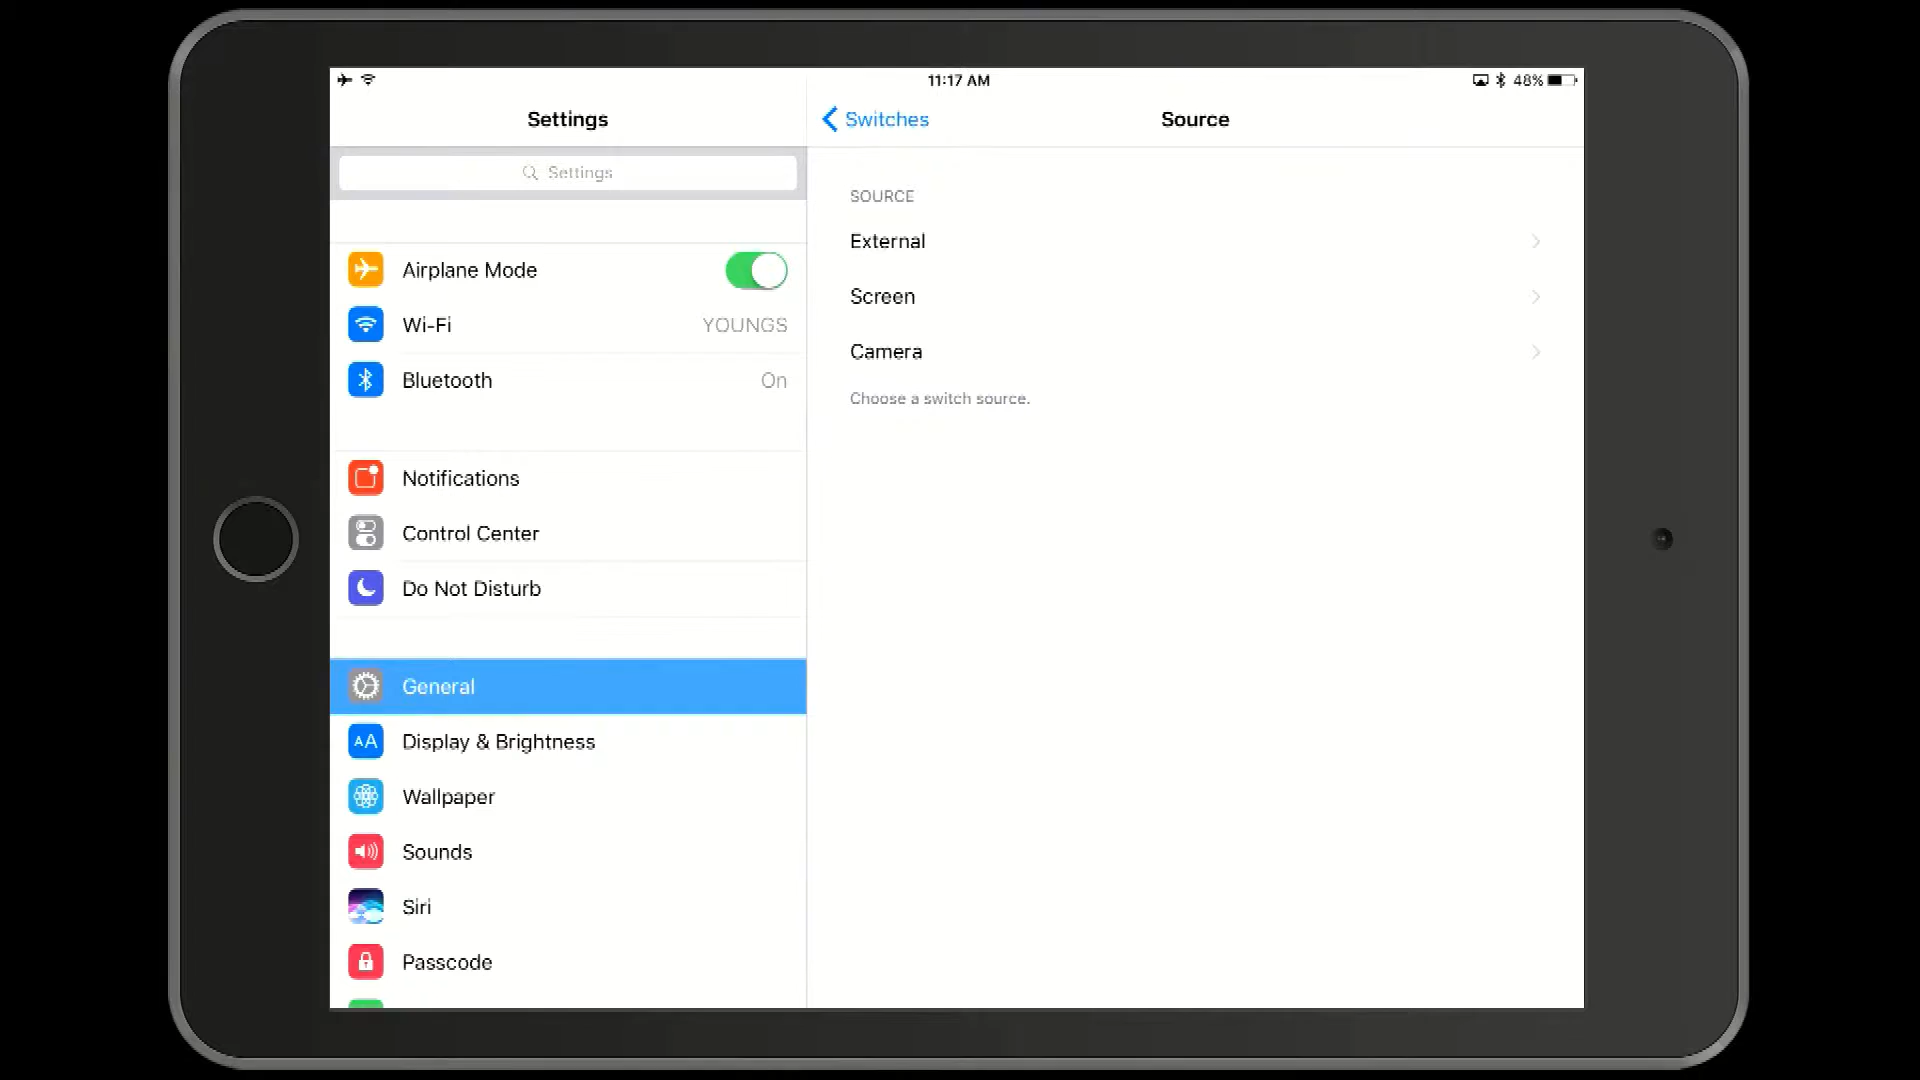 11:17 AM
48%
Settings
Settings
Airplane Mode
Wi-Fi YOUNGS
Bluetooth On
Notifications
Control Center
Do Not Disturb
General
AA Display & Brightness
Wallpaper
Sounds
Siri
Passcode
Switches
Source
SOURCE
External
Screen
Camera
Choose a switch source.